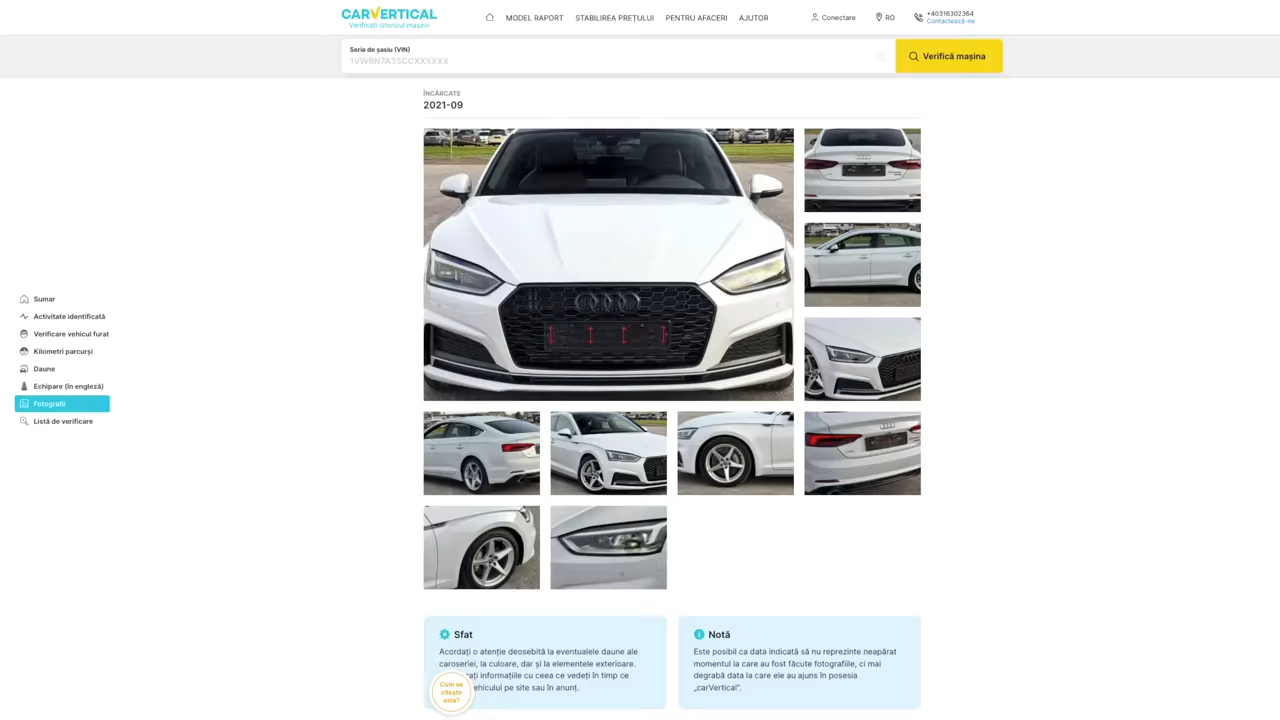 CARVERTICAL
Verificați istoricul mașinii
MODEL RAPORT
STABILIREA PREȚULUI
PENTRU AFACERI
AJUTOR
Conectare
RO
+40316302364
Contactează-ne
Seria de șasiu (VIN)
Verifică mașina
ÎNCĂRCATE
2021-09
Sumar
Activitate identificată
Verificare vehicul furat
Kilometri parcurși
Daune
Echipare (în engleză)
Fotografii
Listă de verificare
Sfat
Acordați o atenție deosebită la eventualele daune ale
caroseriei, la culoare, dar și la elementele exterioare.
rați informațiile cu ceea ce vedeți în timp ce
ehiculul pe site sau în anunț.
Cum se
citește
asta?
Notă
Este posibil ca data indicată să nu reprezinte neapărat
momentul la care au fost făcute fotografiile, ci mai
degrabă data la care ele au ajuns în posesia
„carVertical”.